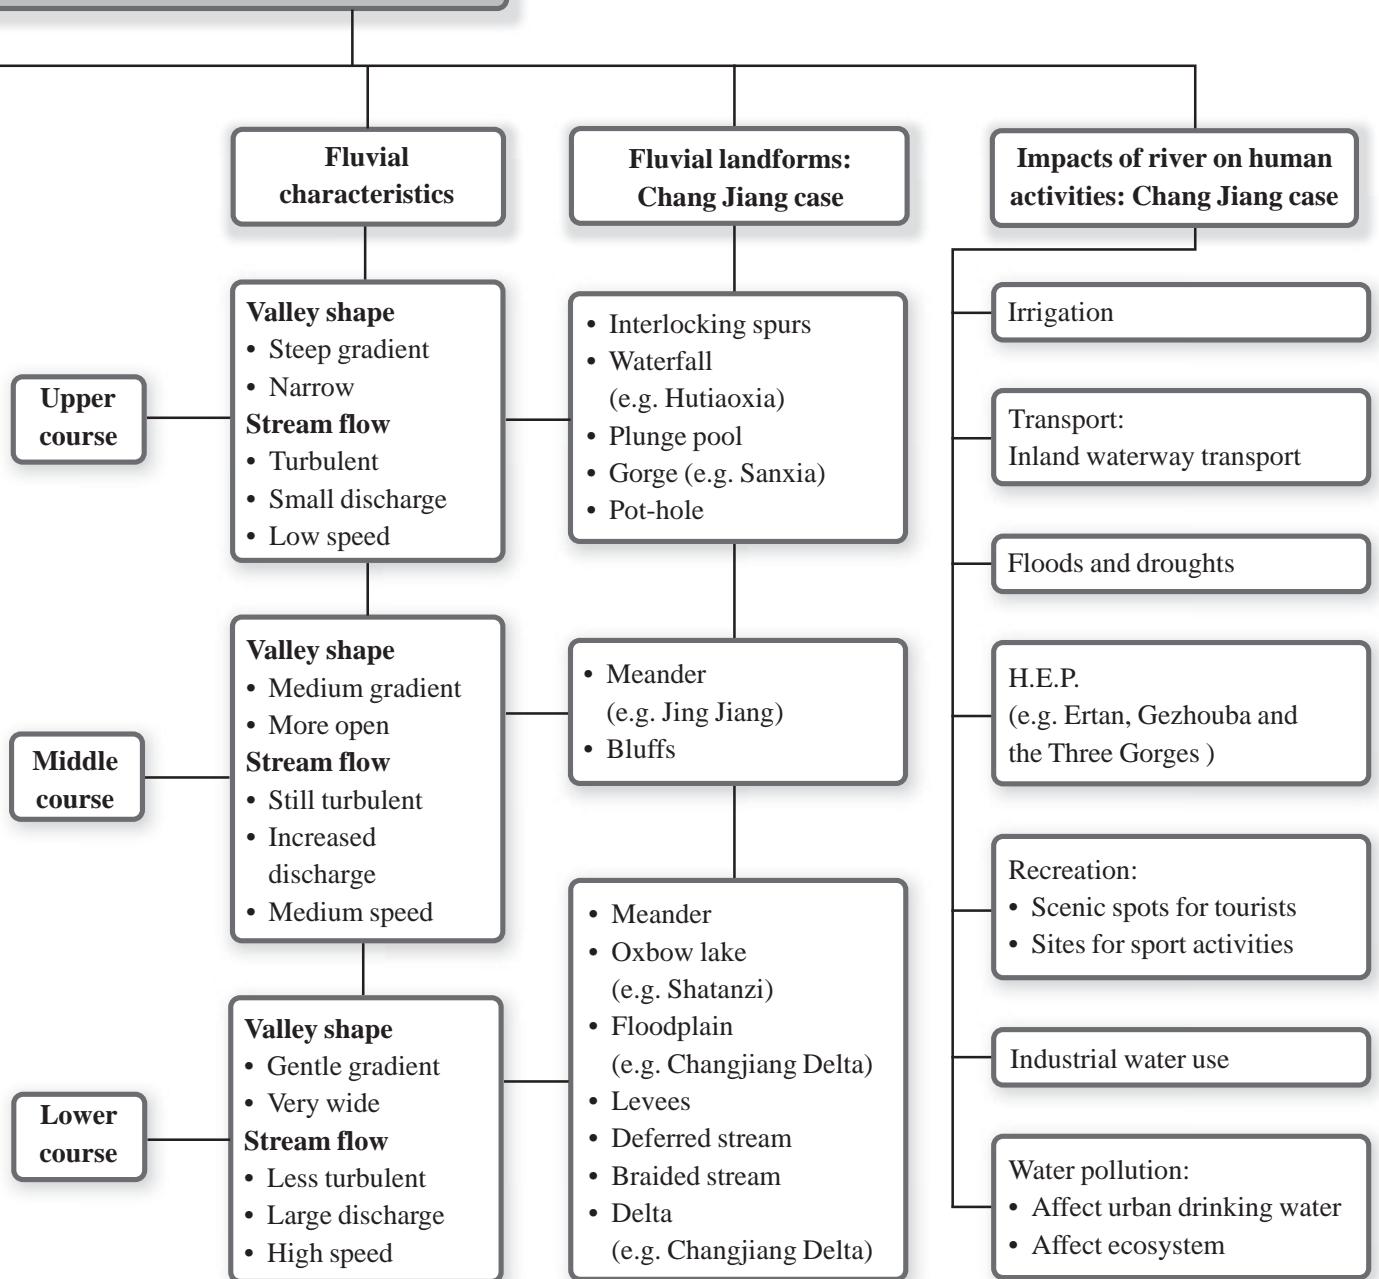 Fluvial
characteristics
Fluvial landforms:
Chang Jiang case
Impacts of river on human
activities: Chang Jiang case
Upper
course
Valley shape
• Steep gradient
• Narrow
Stream flow
• Turbulent
• Small discharge
• Low speed
• Interlocking spurs
• Waterfall
(e.g. Hutiaoxia)
• Plunge pool
• Gorge (e.g. Sanxia)
• Pot-hole
Middle
course
Valley shape
• Medium gradient
• More open
Stream flow
• Still turbulent
• Increased
discharge
• Medium speed
• Meander
(e.g. Jing Jiang)
• Bluffs
Lower
course
Valley shape
• Gentle gradient
• Very wide
Stream flow
• Less turbulent
• Large discharge
• High speed
• Meander
• Oxbow lake
(e.g. Shatanzi)
• Floodplain
(e.g. Changjiang Delta)
• Levees
• Deferred stream
• Braided stream
• Delta
(e.g. Changjiang Delta)
Irrigation
Transport:
Inland waterway transport
Floods and droughts
H.E.P.
(e.g. Ertan, Gezhouba and
the Three Gorges )
Recreation:
• Scenic spots for tourists
• Sites for sport activities
Industrial water use
Water pollution:
• Affect urban drinking water
• Affect ecosystem